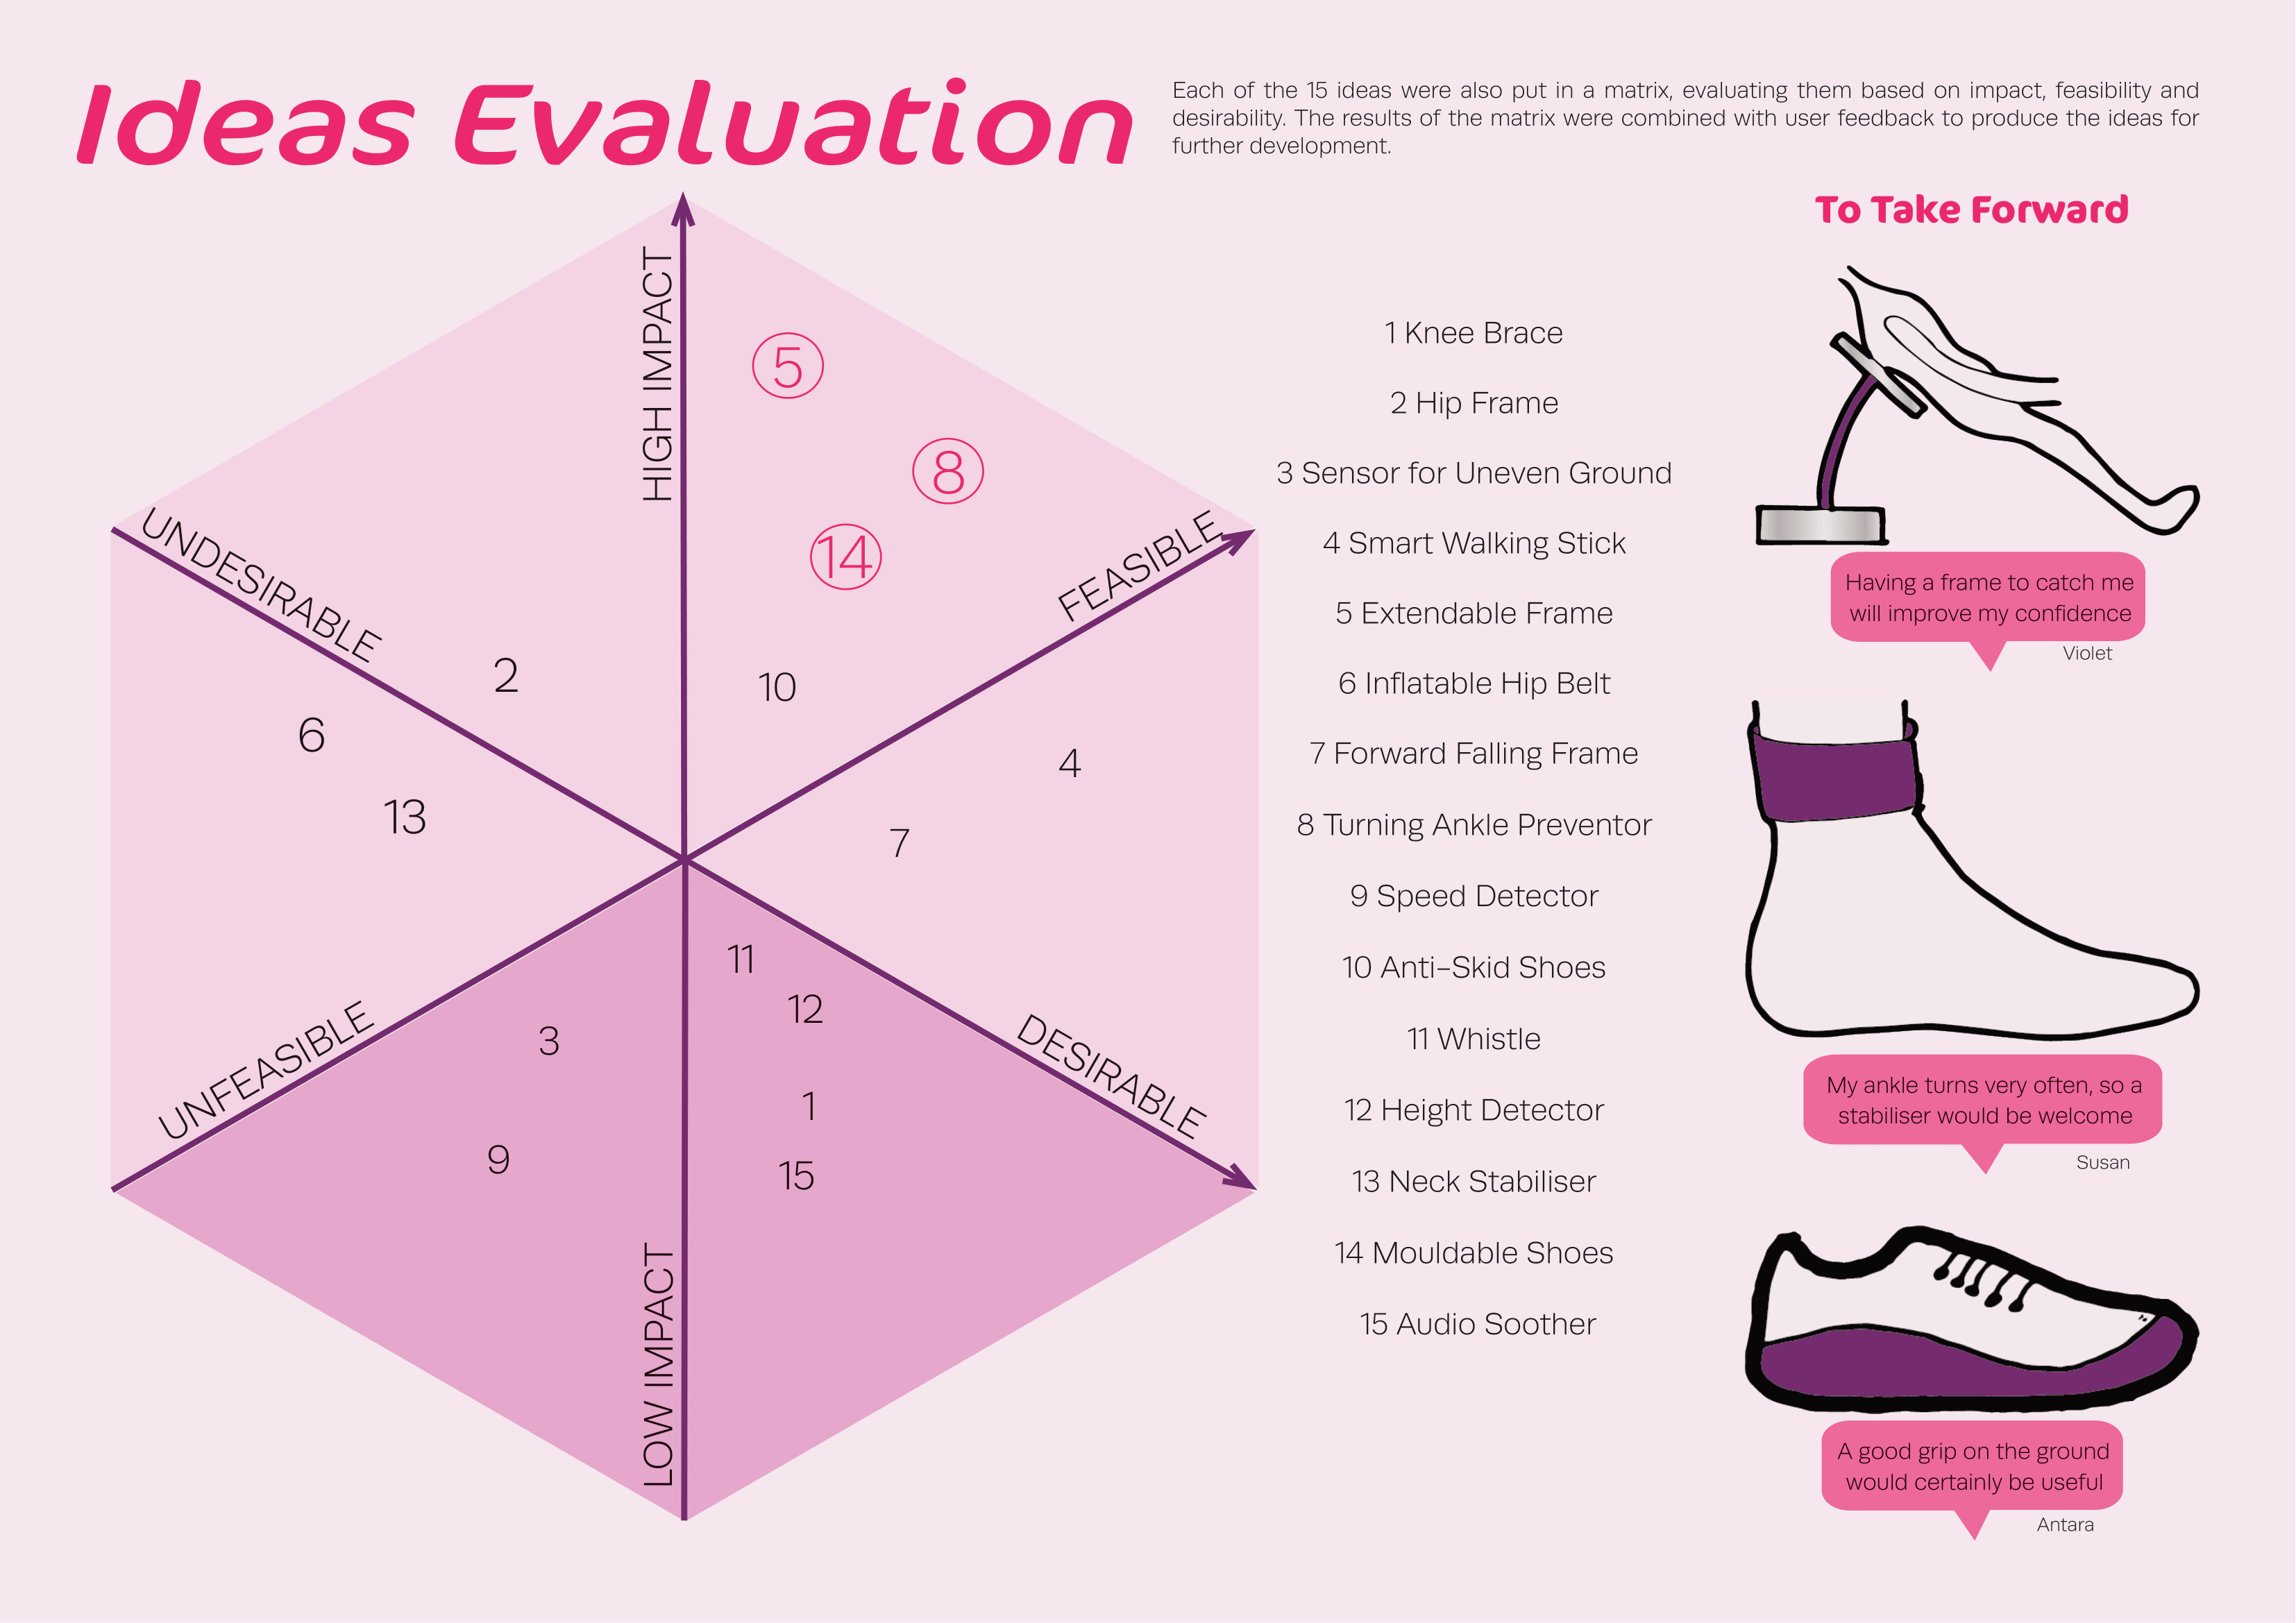 Ideas Evaluation
Each of the 15 ideas were also put in a matrix, evaluating them based on impact, feasibility and
desirability. The results of the matrix were combined with user feedback to produce the ideas for
further development.
HIGH IMPACT
UNDESIRABLE
FEASIBLE
UNFEASIBLE
DESIRABLE
LOW IMPACT
5
8
14
2
10
6
4
13
7
11
12
3
1
9
15
1 Knee Brace
2 Hip Frame
3 Sensor for Uneven Ground
4 Smart Walking Stick
5 Extendable Frame
6 Inflatable Hip Belt
7 Forward Falling Frame
8 Turning Ankle Preventor
9 Speed Detector
10 Anti-Skid Shoes
11 Whistle
12 Height Detector
13 Neck Stabiliser
14 Mouldable Shoes
15 Audio Soother
To Take Forward
Having a frame to catch me
will improve my confidence
Violet
My ankle turns very often, so a
stabiliser would be welcome
Susan
A good grip on the ground
would certainly be useful
Antara